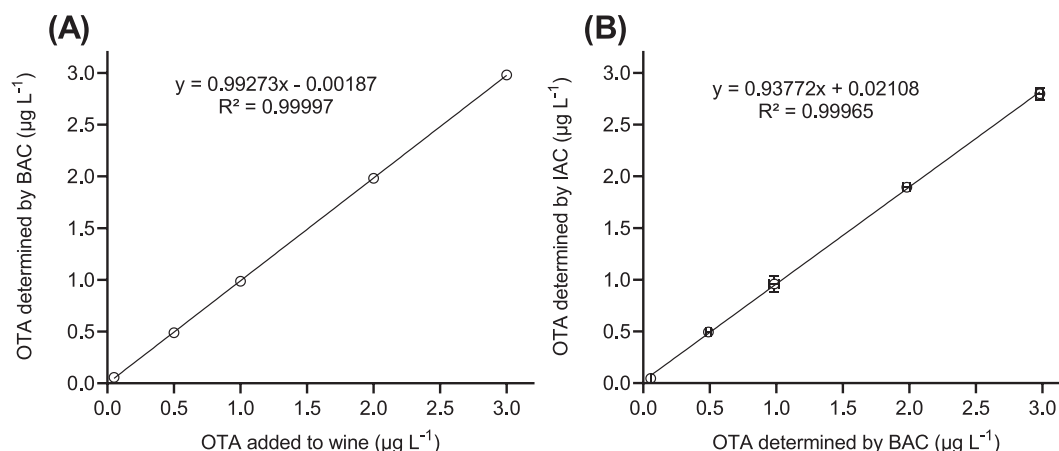 (A)
OTA determined by BAC (µg L⁻¹)
y = 0.99273x - 0.00187
R² = 0.99997
3.0
2.5
2.0
1.5
1.0
0.5
0.0
0.0 0.5 1.0 1.5 2.0 2.5 3.0
OTA added to wine (µg L⁻¹)
(B)
OTA determined by IAC (µg L⁻¹)
y = 0.93772x + 0.02108
R² = 0.99965
3.0
2.5
2.0
1.5
1.0
0.5
0.0
0.0 0.5 1.0 1.5 2.0 2.5 3.0
OTA determined by BAC (µg L⁻¹)